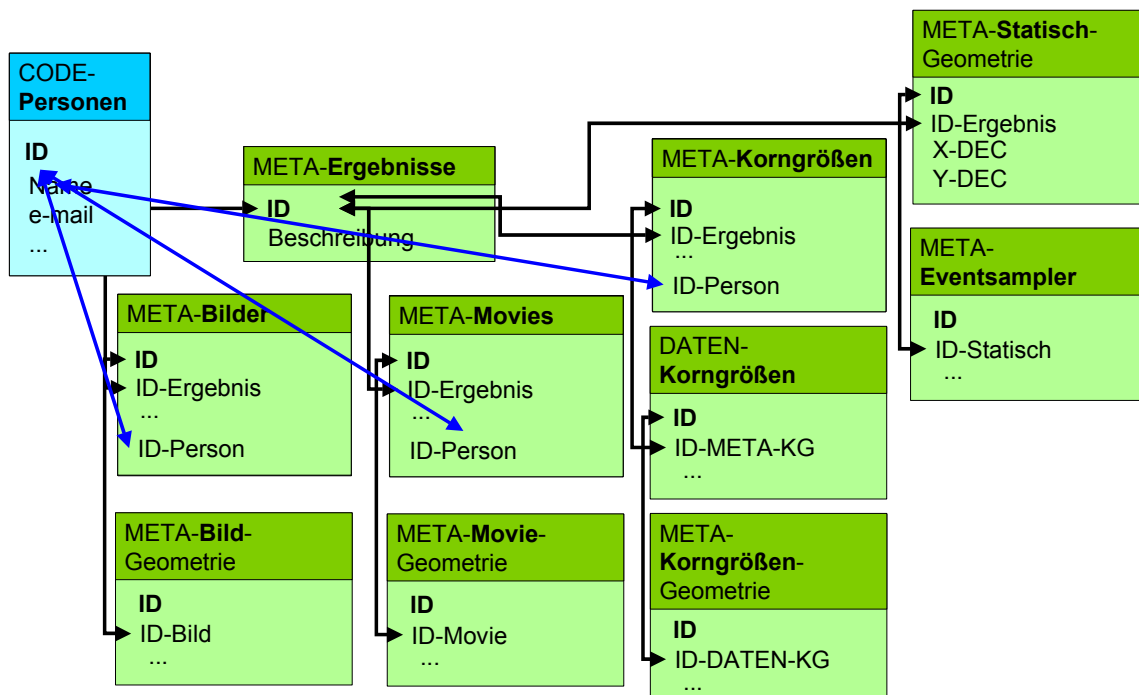 CODE-
Personen
ID
Name
e-mail
...
META-Ergebnisse
ID
Beschreibung
META-Korngrößen
ID
ID-Ergebnis
...
ID-Person
META-Statisch-
Geometrie
ID
ID-Ergebnis
X-DEC
Y-DEC
META-
Eventsampler
ID
ID-Statisch
...
META-Bilder
ID
ID-Ergebnis
...
ID-Person
META-Movies
ID
ID-Ergebnis
...
ID-Person
DATEN-
Korngrößen
ID
ID-META-KG
...
META-Bild-
Geometrie
ID
ID-Bild
...
META-Movie-
Geometrie
ID
ID-Movie
...
META-
Korngrößen-
Geometrie
ID
ID-DATEN-KG
...